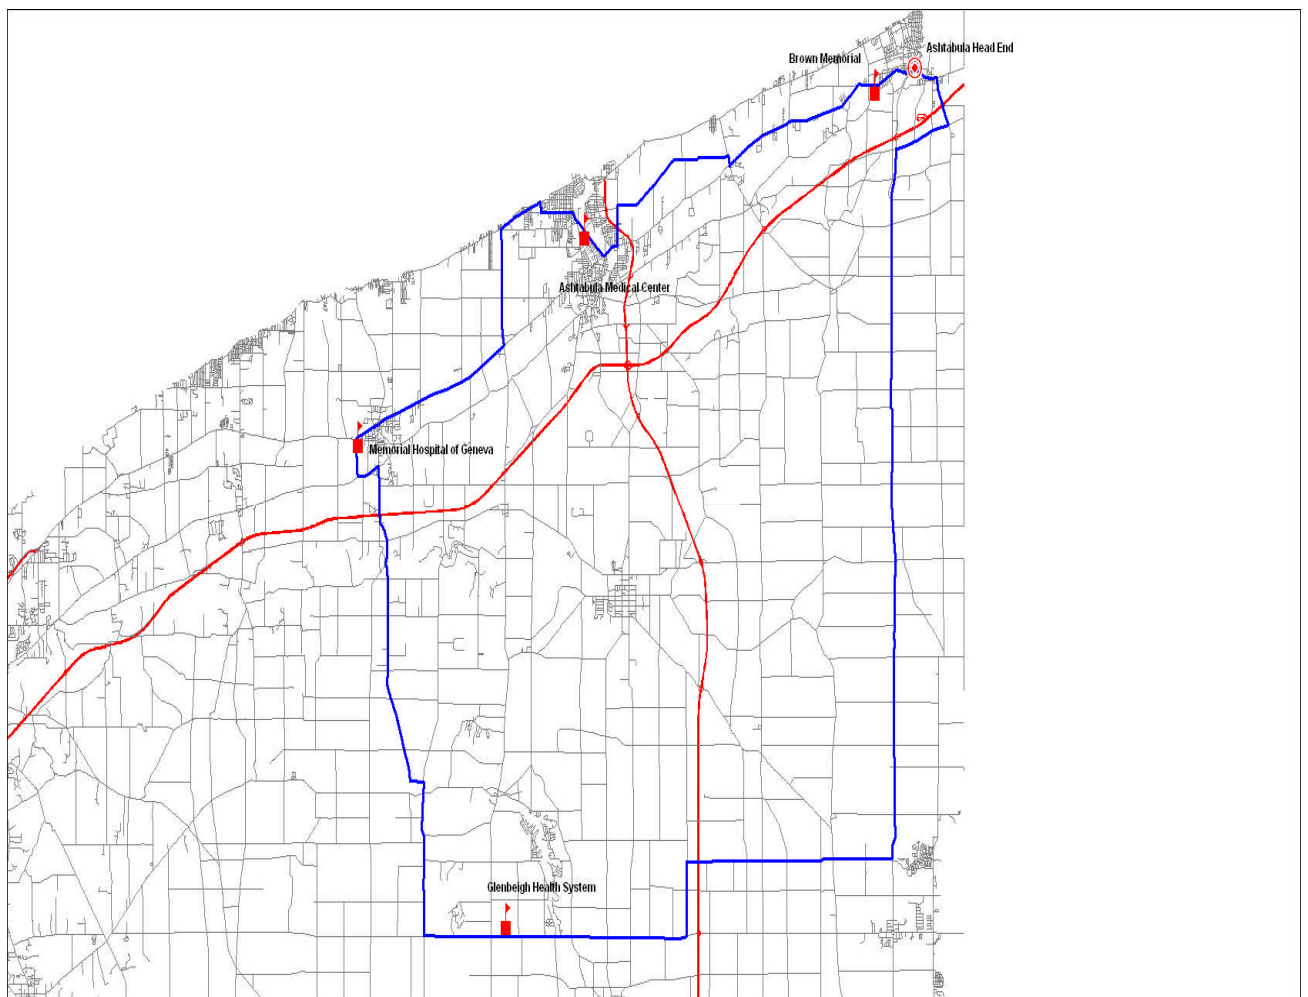 Ashtabula Head End
Brown Memorial
Ashtabula Medical Center
Memorial Hospital of Geneva
Glenbeigh Health System